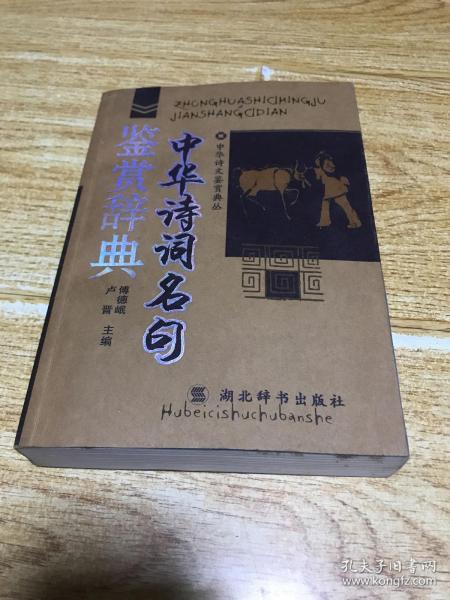 ZHONGHUASHICIMINGJU
JIANSHANGCIDIAN
中华诗文鉴赏典丛
中华诗词名句
鉴赏辞典
傅德岷
卢晋 主编
湖北辞书出版社
Hubeicishuchubanshe
孔夫子旧书网
www.kongfz.com